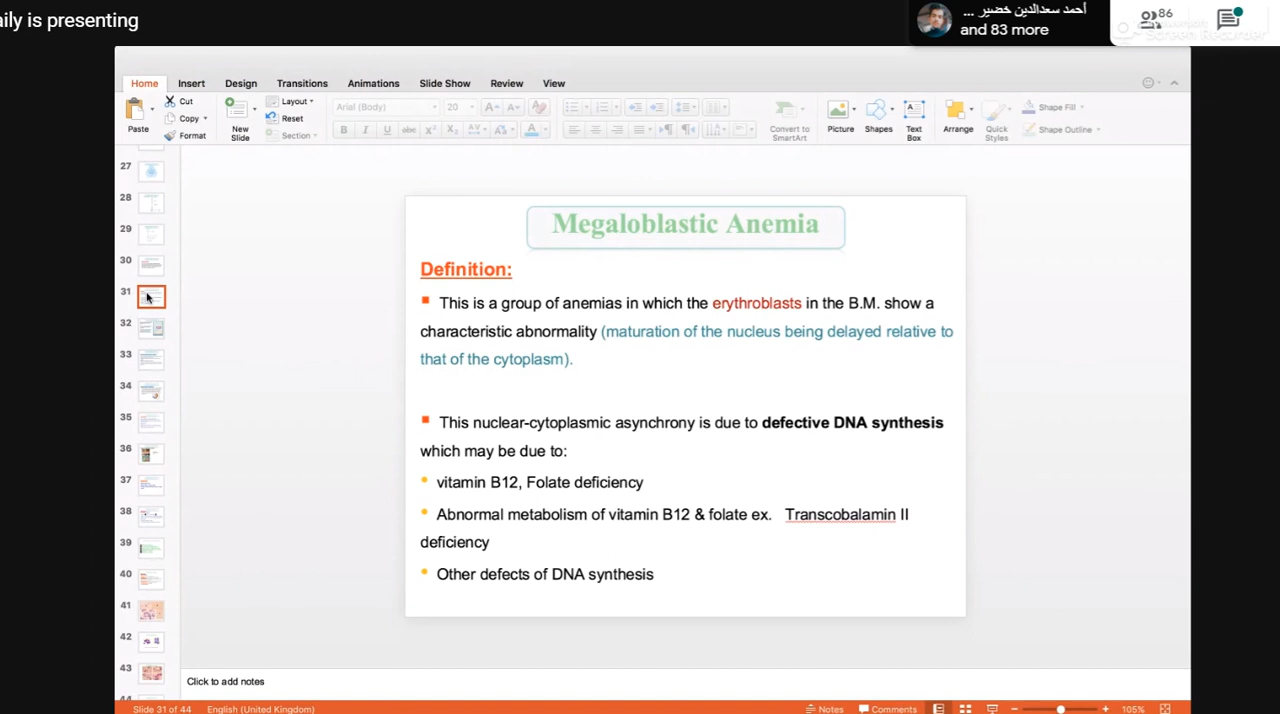 aily is presenting
أحمد سعدالدين خضير ...
and 83 more
86
Screen Recorder
Home Insert Design Transitions Animations Slide Show Review View
Paste
Cut
Copy
Format
New
Slide
Layout
Reset
Section
Arial (Body) 20
Convert to
SmartArt
Picture
Shapes
Text
Box
Arrange
Quick
Styles
Shape Fill
Shape Outline
27
28
29
30
31
32
33
34
35
36
37
38
39
40
41
42
43
44
Megaloblastic Anemia
Definition:
This is a group of anemias in which the erythroblasts in the B.M. show a
characteristic abnormality (maturation of the nucleus being delayed relative to
that of the cytoplasm).
This nuclear-cytoplasmic asynchrony is due to defective DNA synthesis
which may be due to:
vitamin B12, Folate deficiency
Abnormal metabolism of vitamin B12 & folate ex. Transcobalamin II
deficiency
Other defects of DNA synthesis
Click to add notes
Slide 31 of 44 English (United Kingdom) Notes Comments 105%